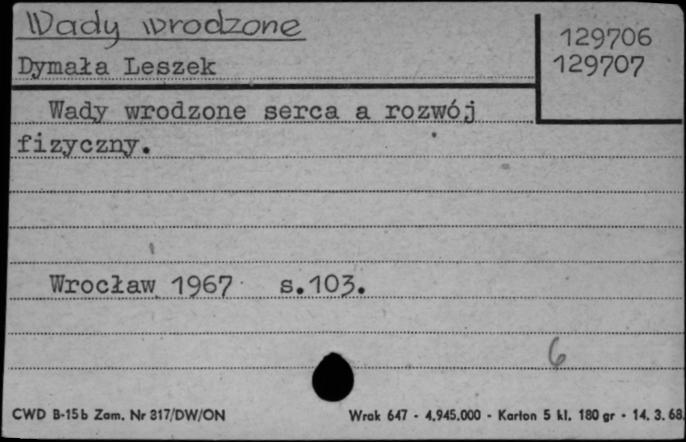 Wady wrodzone
129706
Dymała Leszek
129707
Wady wrodzone serca a rozwój
fizyczny.
Wrocław 1967 s.103.
6
CWD B-15b Zam. Nr 817/DW/ON Wrak 647 - 4.945.000 - Karton 5 kl. 180 gr - 14. 3. 68.